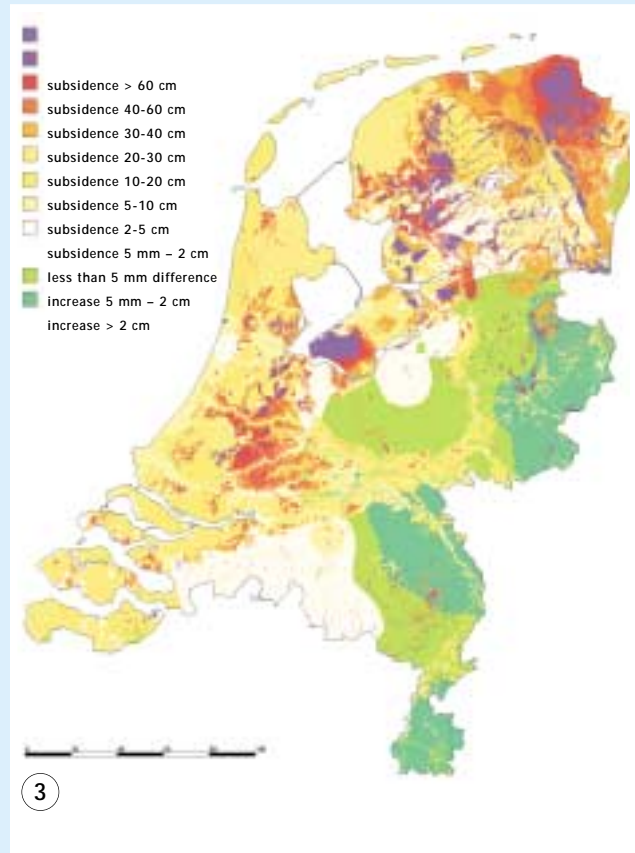 subsidence > 60 cm
subsidence 40-60 cm
subsidence 30-40 cm
subsidence 20-30 cm
subsidence 10-20 cm
subsidence 5-10 cm
subsidence 2-5 cm
subsidence 5 mm – 2 cm
less than 5 mm difference
increase 5 mm – 2 cm
increase > 2 cm
3